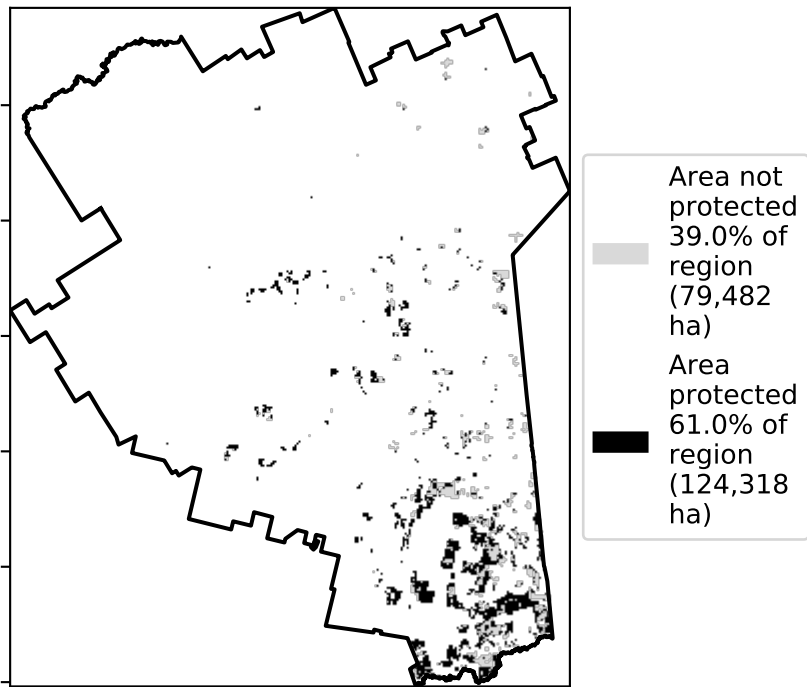 Area not
protected
39.0% of
region
(79,482
ha)
Area
protected
61.0% of
region
(124,318
ha)